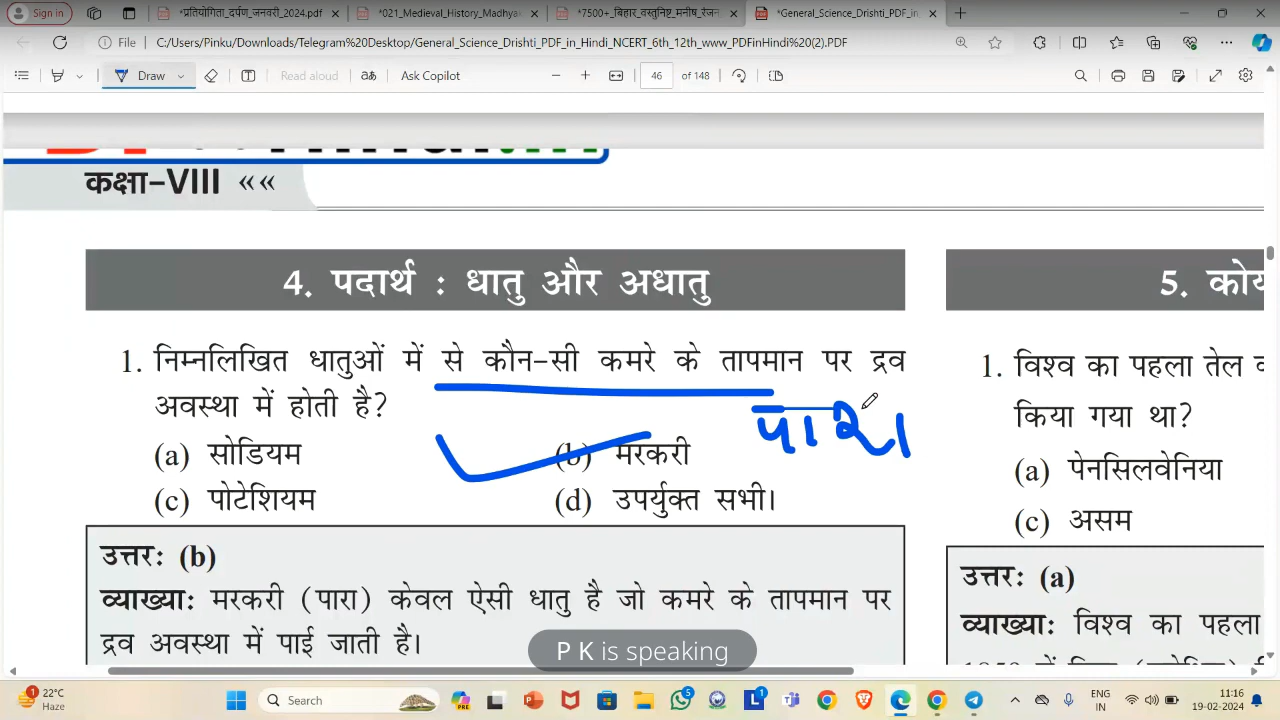 Sign in
*प्रतियोगिता_दर्पण_जनवरी_2024.pdf
*021_Medieval_History_Madhya
*7500+_बिहार_वस्तुनिष्ट_मनीष_रंजन
*General_Science_Drishti_PDF_in
File C:/Users/Pinku/Downloads/Telegram%20Desktop/General_Science_Drishti_PDF_in_Hindi_NCERT_6th_12th_www_PDFinHindi%20(2).PDF
Draw Read aloud Ask Copilot 46 of 148
कक्षा-VIII ««
4. पदार्थ : धातु और अधातु
1. निम्नलिखित धातुओं में से कौन-सी कमरे के तापमान पर द्रव
अवस्था में होती है?
पारा
(a) सोडियम (b) मरकरी
(c) पोटेशियम (d) उपर्युक्त सभी।
उत्तरः (b)
व्याख्याः मरकरी (पारा) केवल ऐसी धातु है जो कमरे के तापमान पर
द्रव अवस्था में पाई जाती है।
5. को
1. विश्व का पहला तेल
किया गया था?
(a) पेनसिलवेनिया
(c) असम
उत्तरः (a)
व्याख्याः विश्व का पहला
P K is speaking
1 22°C
Haze
Search
5
1
ENG
IN
11:16
19-02-2024